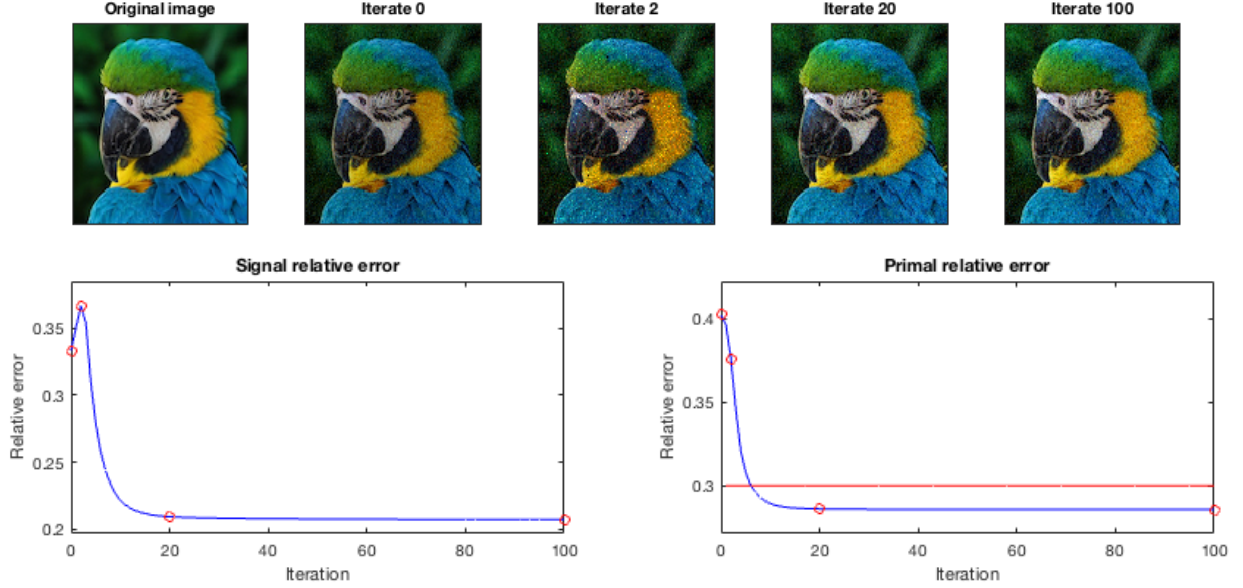 Original image
Iterate 0
Iterate 2
Iterate 20
Iterate 100
Signal relative error
Relative error
0.35
0.3
0.25
0.2
0
20
40
60
80
100
Iteration
Primal relative error
Relative error
0.4
0.35
0.3
0
20
40
60
80
100
Iteration